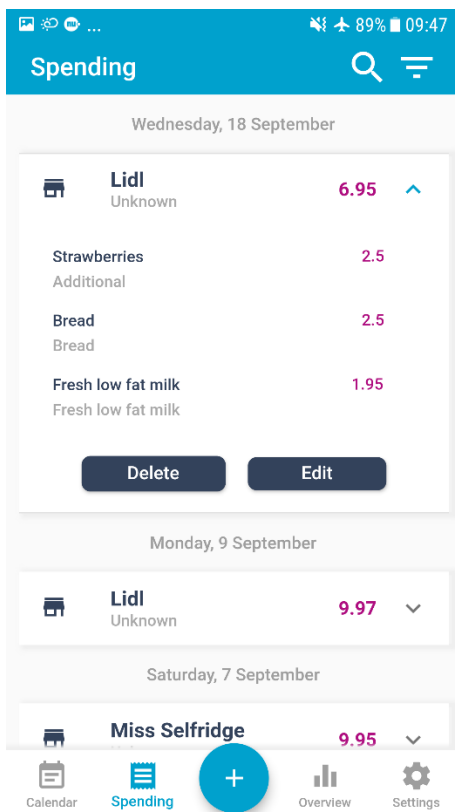 nu ... 89% 09:47
Spending
Wednesday, 18 September
Lidl 6.95
Unknown
Strawberries 2.5
Additional
Bread 2.5
Bread
Fresh low fat milk 1.95
Fresh low fat milk
Delete Edit
Monday, 9 September
Lidl 9.97
Unknown
Saturday, 7 September
Miss Selfridge 9.95
+
Calendar Spending Overview Settings